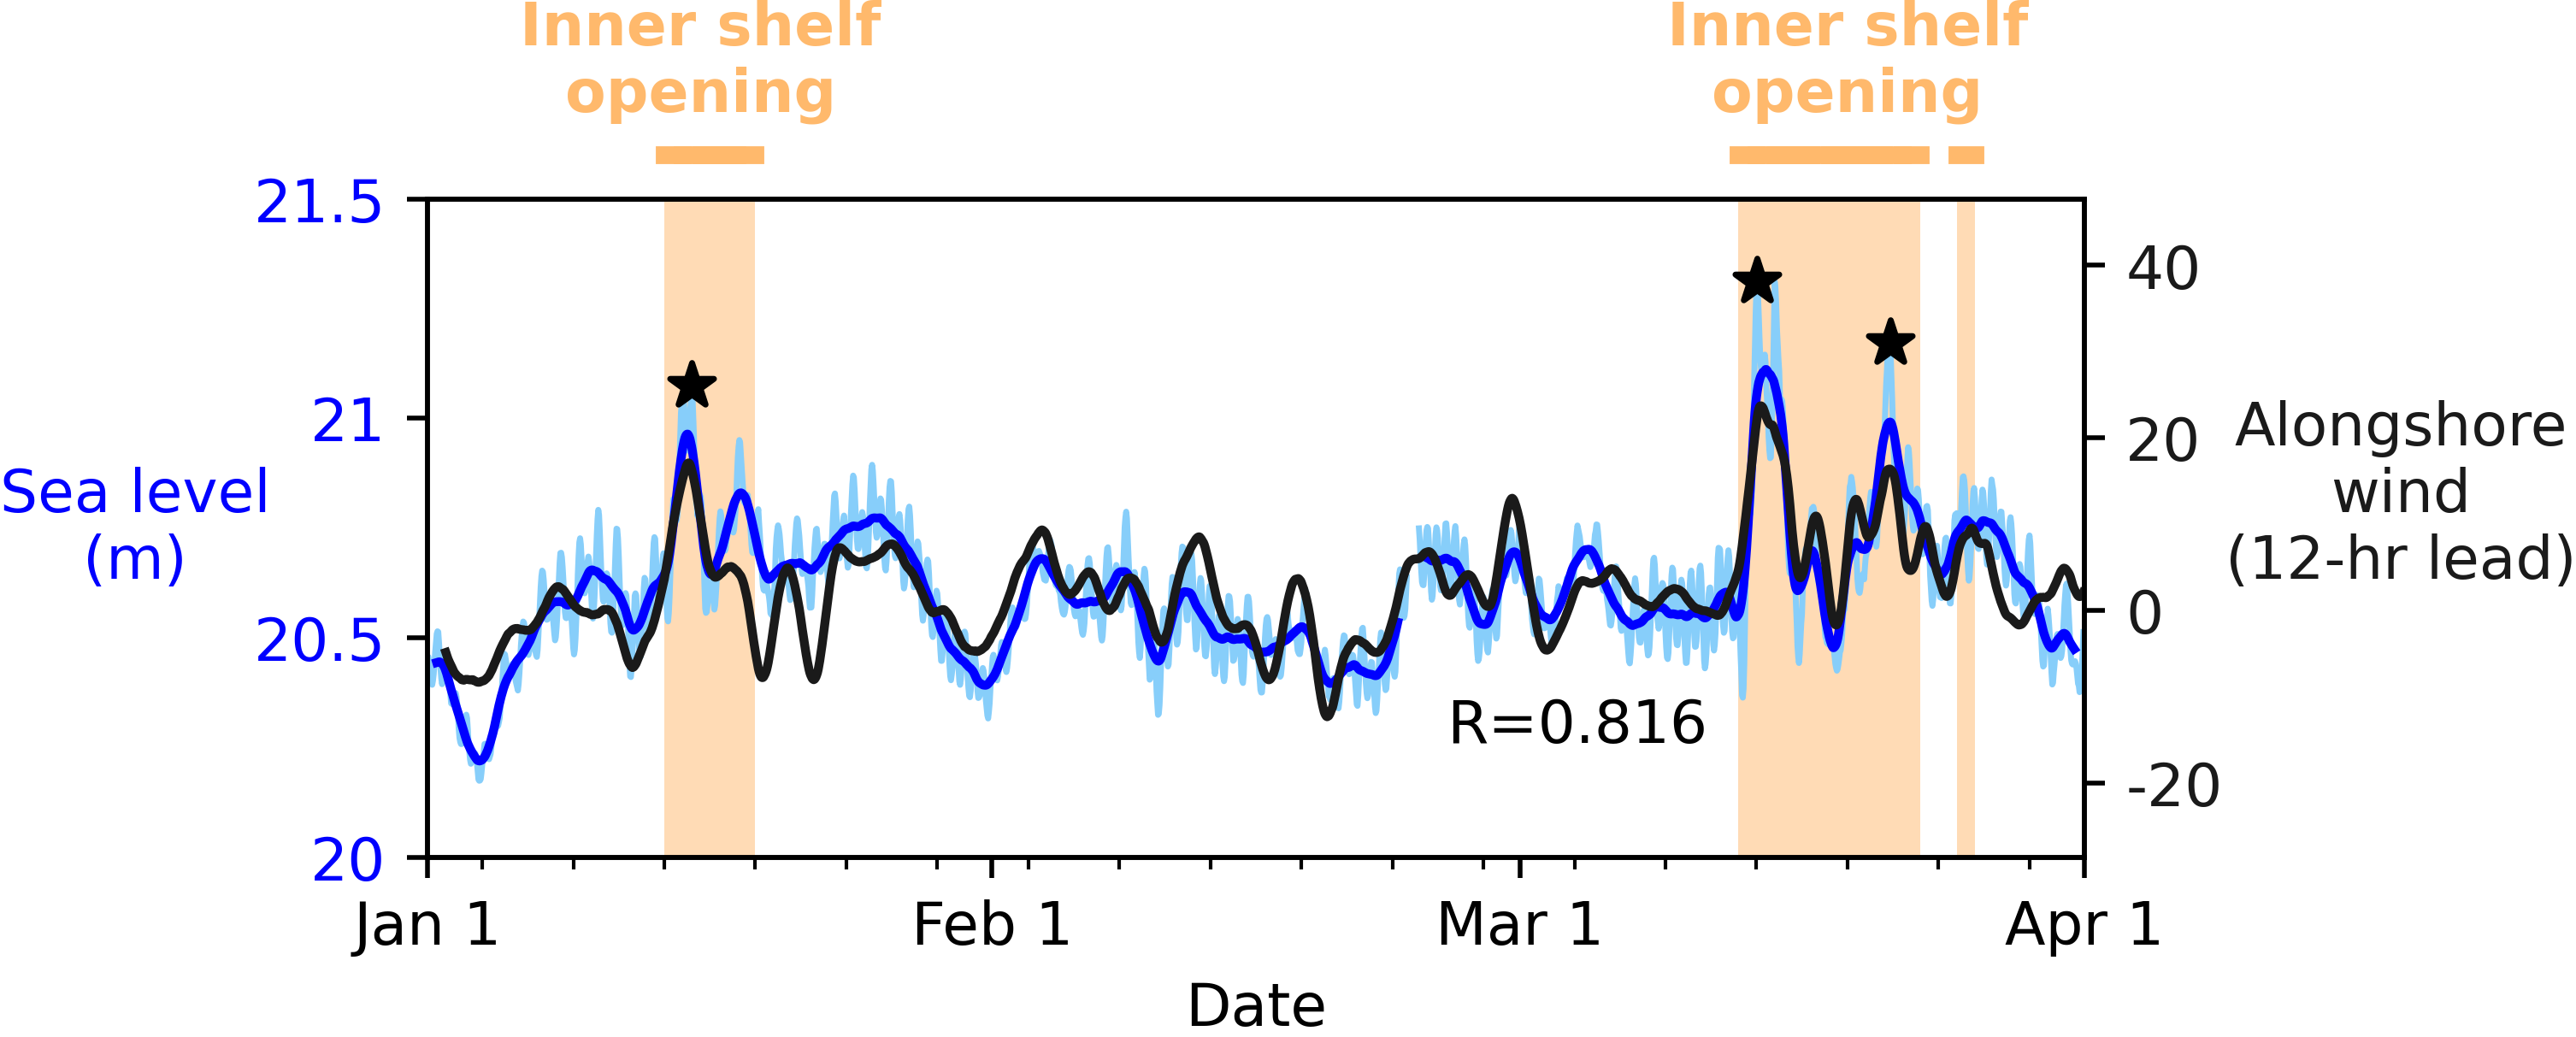 Inner shelf
opening
Inner shelf
opening
21.5
21
20.5
20
Sea level
(m)
40
20
0
-20
Alongshore
wind
(12-hr lead)
R=0.816
Jan 1
Feb 1
Mar 1
Apr 1
Date